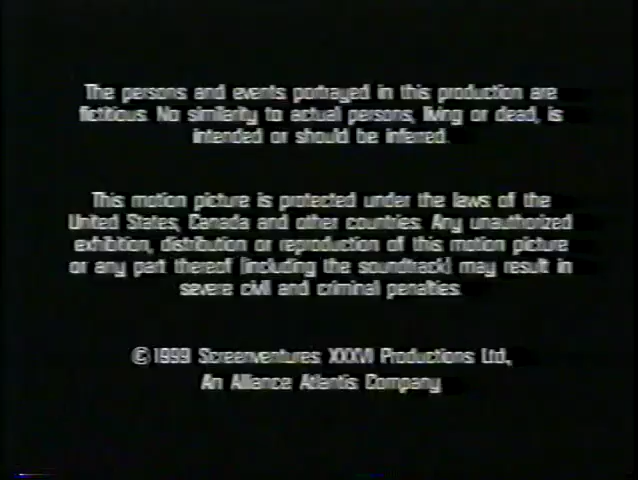 The persons and events portrayed in this production are
fictitious. No similarity to actual persons, living or dead, is
intended or should be inferred.
This motion picture is protected under the laws of the
United States, Canada and other countries. Any unauthorized
exhibition, distribution or reproduction of this motion picture
or any part thereof (including the soundtrack) may result in
severe civil and criminal penalties.
©1999 Screenventures XXXVI Productions Ltd.,
An Alliance Atlantis Company